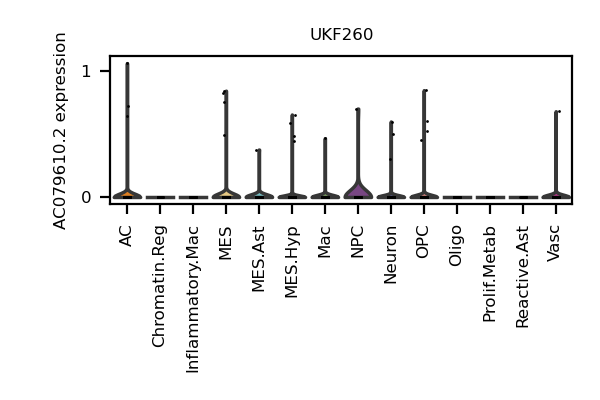 UKF260
AC079610.2 expression
1
0
AC
Chromatin.Reg
Inflammatory.Mac
MES
MES.Ast
MES.Hyp
Mac
NPC
Neuron
OPC
Oligo
Prolif.Metab
Reactive.Ast
Vasc